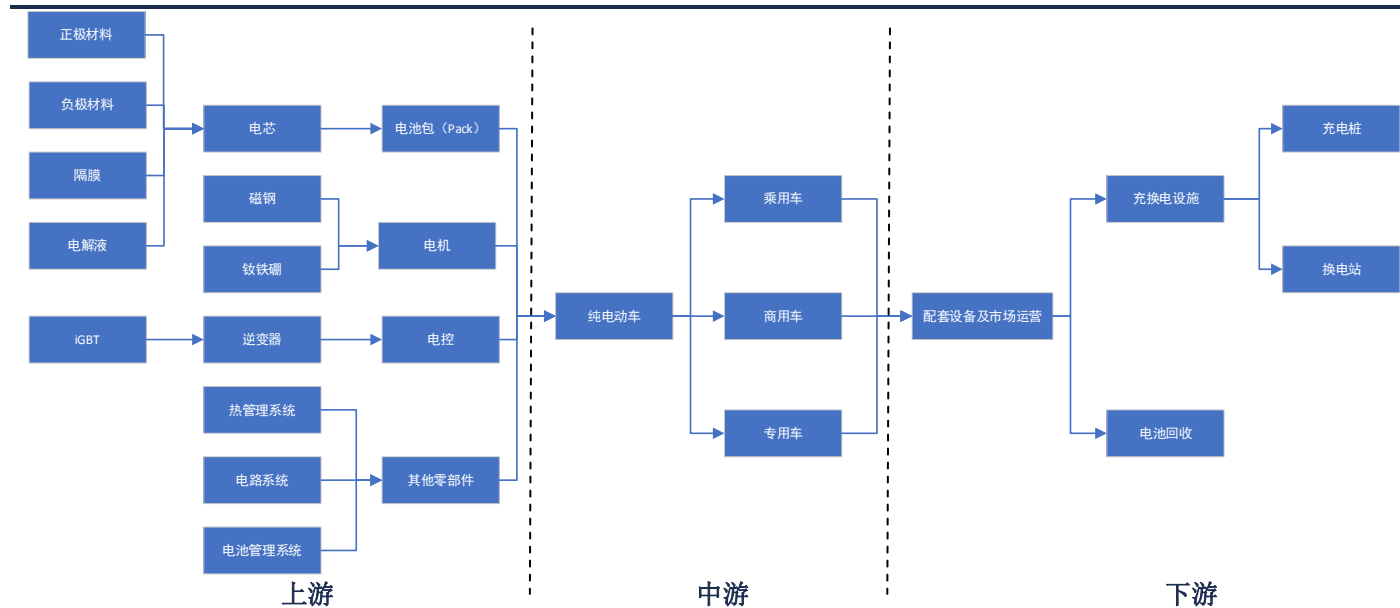 正极材料
负极材料
隔膜
电解液
iGBT
电芯
磁钢
钕铁硼
逆变器
热管理系统
电路系统
电池管理系统
电池包（Pack）
电机
电控
其他零部件
上游
纯电动车
乘用车
商用车
专用车
中游
配套设备及市场运营
充换电设施
电池回收
充电桩
换电站
下游